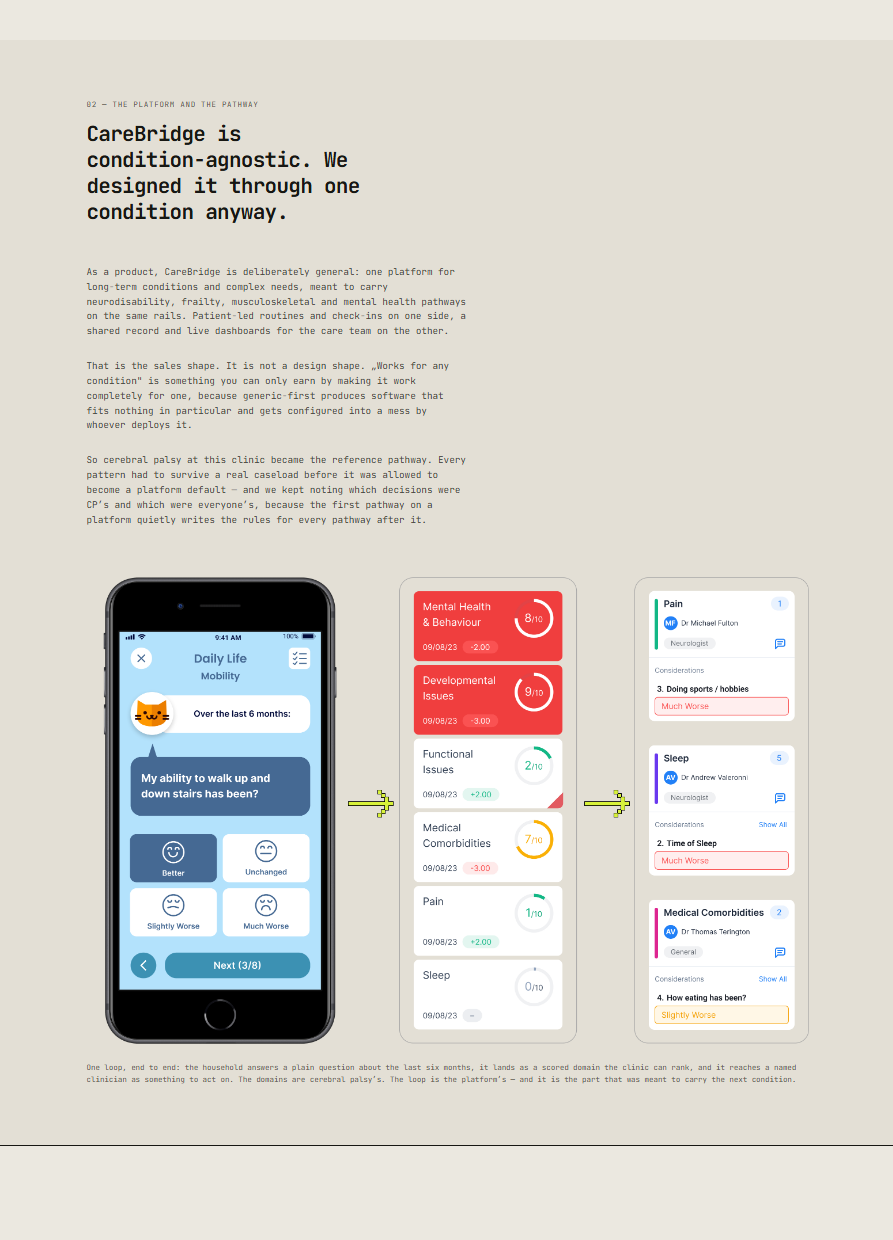 02 — THE PLATFORM AND THE PATHWAY
CareBridge is
condition-agnostic. We
designed it through one
condition anyway.
As a product, CareBridge is deliberately general: one platform for
long-term conditions and complex needs, meant to carry
neurodisability, frailty, musculoskeletal and mental health pathways
on the same rails. Patient-led routines and check-ins on one side, a
shared record and live dashboards for the care team on the other.
That is the sales shape. It is not a design shape. „Works for any
condition" is something you can only earn by making it work
completely for one, because generic-first produces software that
fits nothing in particular and gets configured into a mess by
whoever deploys it.
So cerebral palsy at this clinic became the reference pathway. Every
pattern had to survive a real caseload before it was allowed to
become a platform default — and we kept noting which decisions were
CP's and which were everyone's, because the first pathway on a
platform quietly writes the rules for every pathway after it.
9:41 AM
100%
Daily Life
Mobility
Over the last 6 months:
My ability to walk up and
down stairs has been?
Better
Unchanged
Slightly Worse
Much Worse
Next (3/8)
Mental Health
& Behaviour
8/10
09/08/23 -2.00
Developmental
Issues
9/10
09/08/23 -3.00
Functional
Issues
2/10
09/08/23 +2.00
Medical
Comorbidities
7/10
09/08/23 -3.00
Pain
1/10
09/08/23 +2.00
Sleep
0/10
09/08/23 –
Pain 1
MF Dr Michael Fulton
Neurologist
Considerations
3. Doing sports / hobbies
Much Worse
Sleep 5
AV Dr Andrew Valeronni
Neurologist
Considerations Show All
2. Time of Sleep
Much Worse
Medical Comorbidities 2
AV Dr Thomas Terington
General
Considerations Show All
4. How eating has been?
Slightly Worse
One loop, end to end: the household answers a plain question about the last six months, it lands as a scored domain the clinic can rank, and it reaches a named
clinician as something to act on. The domains are cerebral palsy's. The loop is the platform's — and it is the part that was meant to carry the next condition.